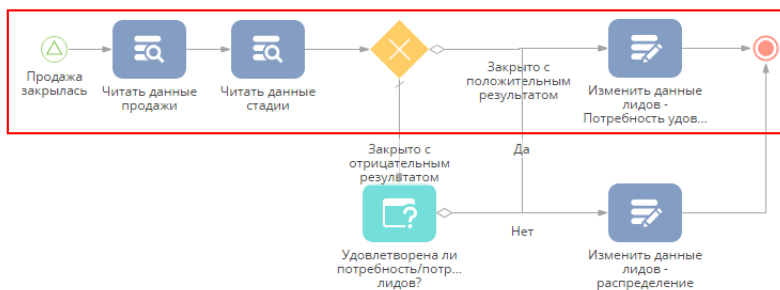 Продажа
закрылась
Читать данные
продажи
Читать данные
стадии
Закрыто с
положительным
результатом
Изменить данные
лидов -
Потребность удов...
Закрыто с
отрицательным
результатом
Да
?
Удовлетворена ли
потребность/потр...
лидов?
Нет
Изменить данные
лидов -
распределение